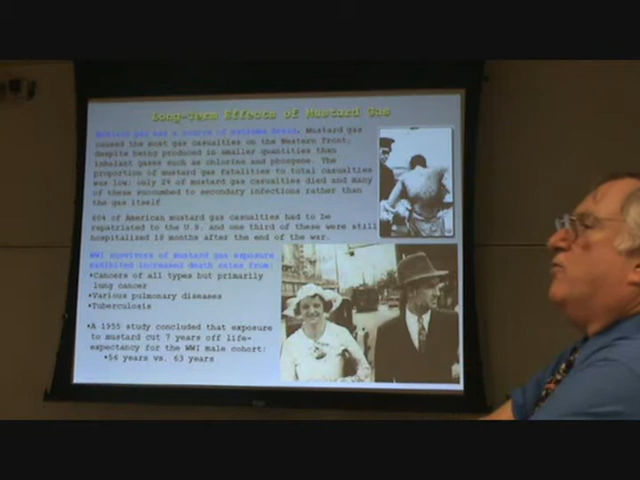 Long-Term Effects of Mustard Gas
Mustard gas was a source of extreme dread. Mustard gas
caused the most gas casualties on the Western Front,
despite being produced in smaller quantities than
inhalant gases such as chlorine and phosgene. The
proportion of mustard gas fatalities to total casualties
was low; only 2% of mustard gas casualties died and many
of these succumbed to secondary infections rather than
the gas itself
60% of American mustard gas casualties had to be
repatriated to the U.S. and one third of these were still
hospitalized 18 months after the end of the war.
WWI survivors of mustard gas exposure
exhibited increased death rates from:
•Cancers of all types but primarily
lung cancer
•Various pulmonary diseases
•Tuberculosis
•A 1955 study concluded that exposure
to mustard cut 7 years off life-
expectancy for the WWI male cohort:
•56 years vs. 63 years